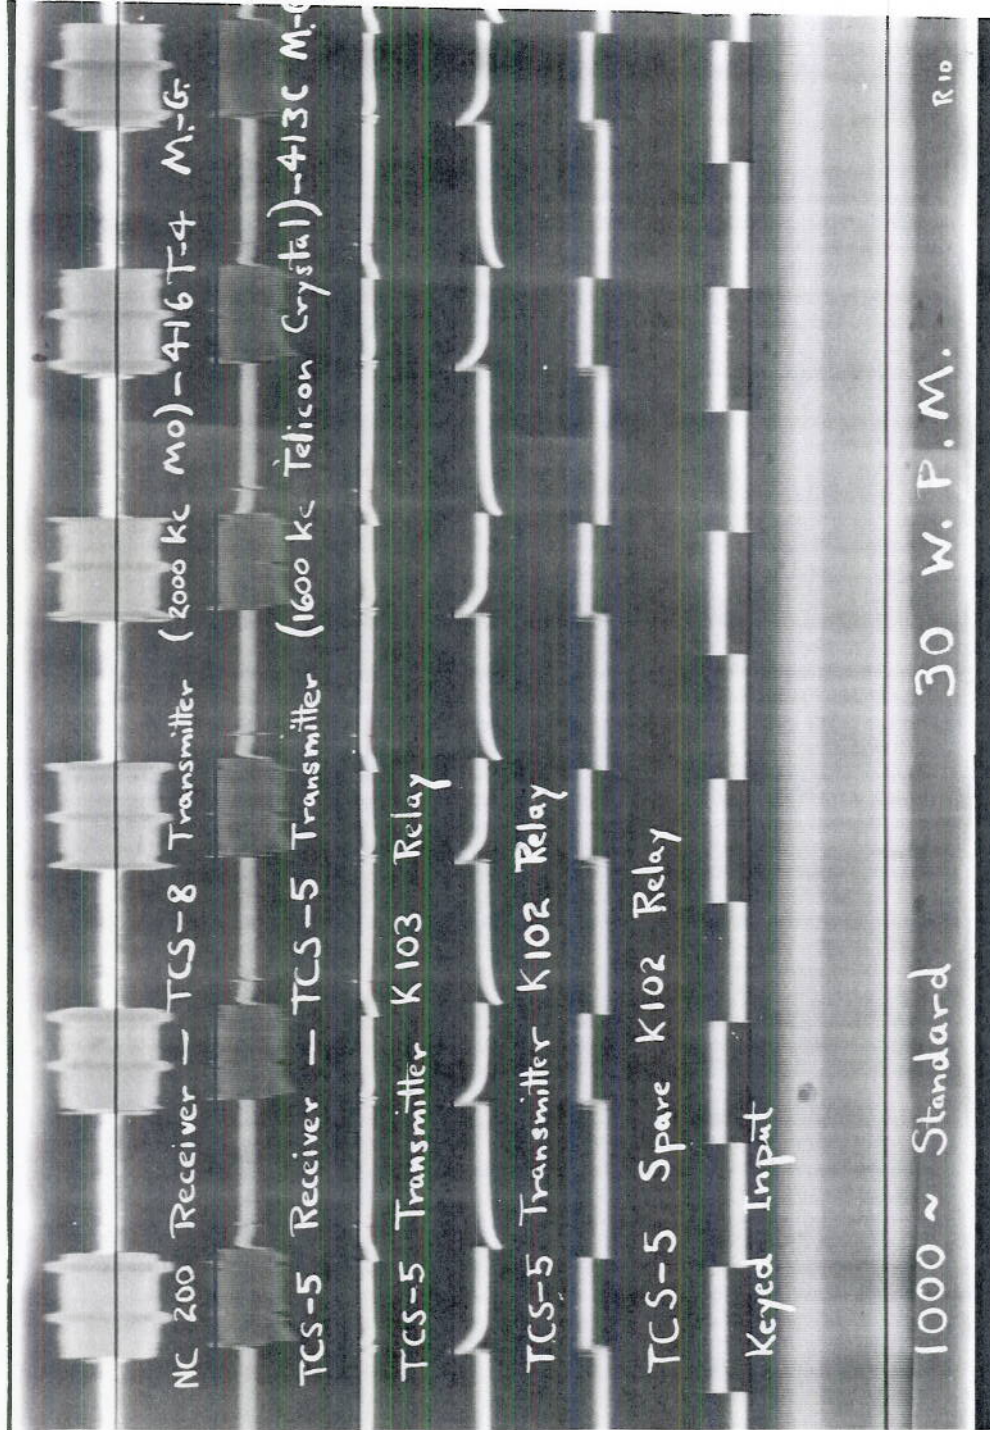 NC 200 Receiver — TCS-8 Transmitter (2000 Kc MO)-416T-4 M.-G.
TCS-5 Receiver — TCS-5 Transmitter (1600 Kc Telicon Crystal)-413C M.-G
TCS-5 Transmitter K103 Relay
TCS-5 Transmitter K102 Relay
TCS-5 Spare K102 Relay
Keyed Input
1000 ~ Standard 30 W. P. M. R10